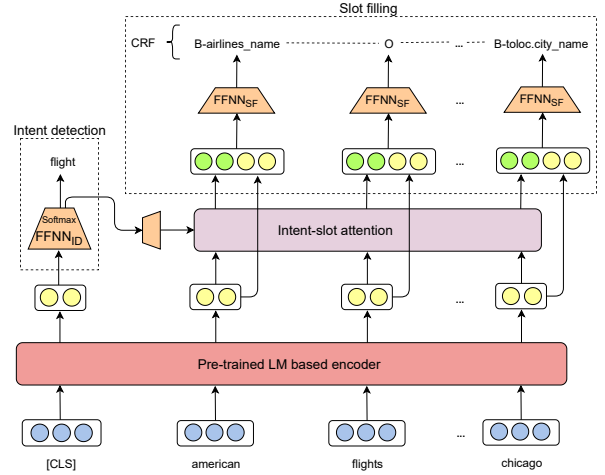 Slot filling
CRF
B-airlines_name
O
...
B-toloc.city_name
FFNN_SF
FFNN_SF
...
FFNN_SF
Intent detection
flight
...
Softmax
FFNN_ID
Intent-slot attention
...
Pre-trained LM based encoder
...
[CLS]
american
flights
chicago